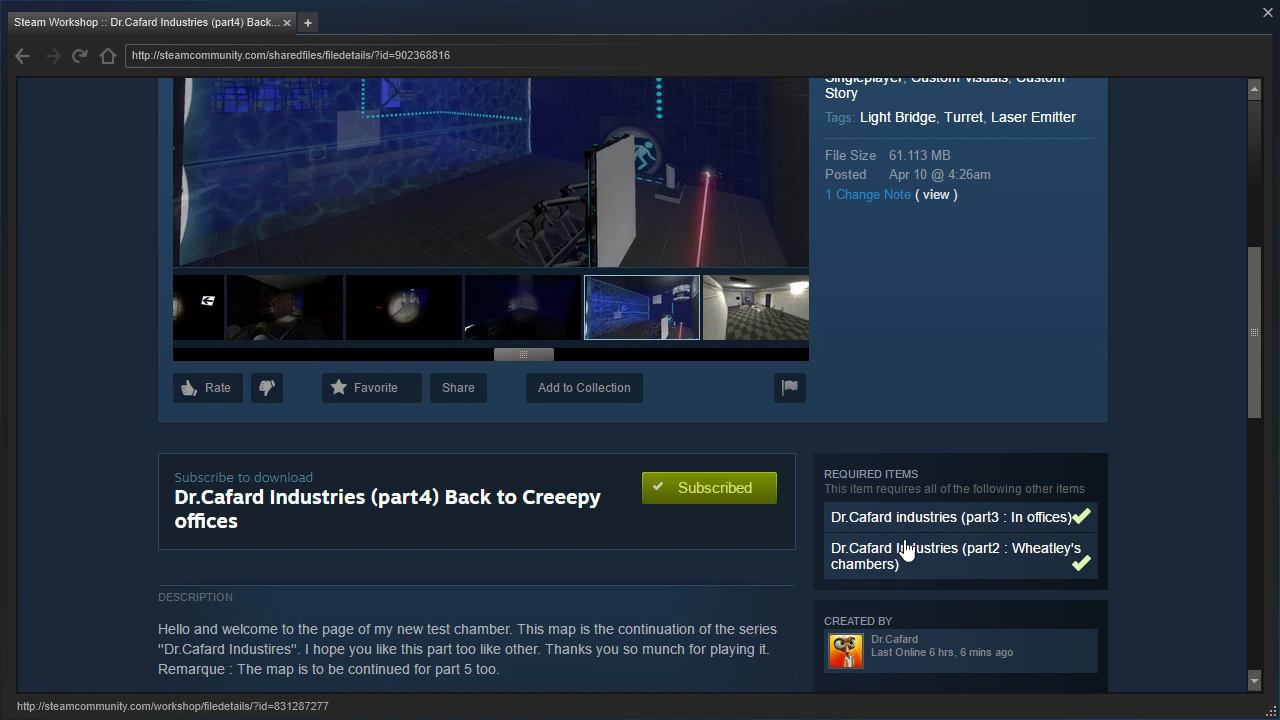 Steam Workshop :: Dr.Cafard Industries (part4) Back...
http://steamcommunity.com/sharedfiles/filedetails/?id=902368816
Singleplayer, Custom Visuals, Custom
Story
Tags: Light Bridge, Turret, Laser Emitter
File Size 61.113 MB
Posted Apr 10 @ 4:26am
1 Change Note ( view )
Rate
Favorite
Share
Add to Collection
Subscribe to download
Dr.Cafard Industries (part4) Back to Creeepy
offices
Subscribed
REQUIRED ITEMS
This item requires all of the following other items
Dr.Cafard industries (part3 : In offices)
Dr.Cafard Industries (part2 : Wheatley's
chambers)
DESCRIPTION
Hello and welcome to the page of my new test chamber. This map is the continuation of the series
"Dr.Cafard Industires". I hope you like this part too like other. Thanks you so munch for playing it.
Remarque : The map is to be continued for part 5 too.
CREATED BY
Dr.Cafard
Last Online 6 hrs, 6 mins ago
http://steamcommunity.com/workshop/filedetails/?id=831287277